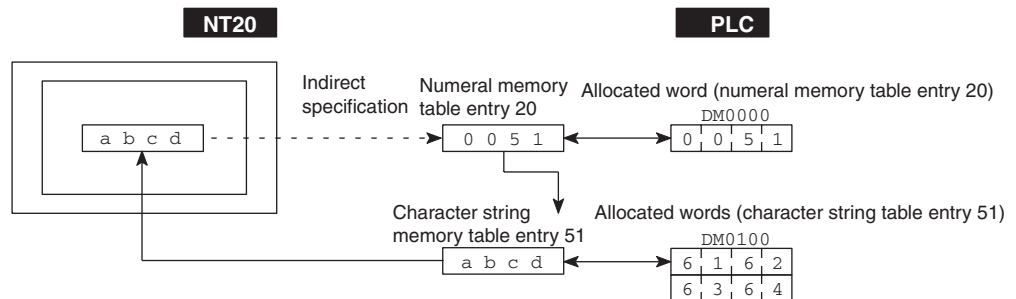 NT20
PLC
Indirect
specification
Numeral memory
table entry 20
Allocated word (numeral memory table entry 20)
DM0000
a b c d
0 0 5 1
0 0 5 1
Character string
memory table entry 51
Allocated words (character string table entry 51)
DM0100
a b c d
6 1 6 2
6 3 6 4